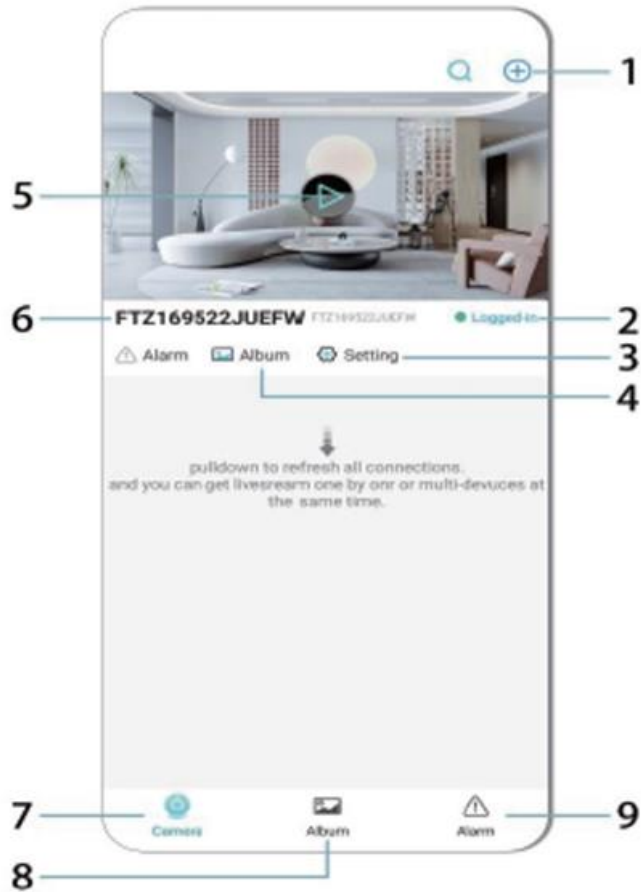 1
5
6 FTZ169522JUEFW FTZ169522JUEFW Logged-in 2
Alarm Album Setting 3
4
pulldown to refresh all connections.
and you can get livesream one by onr or multi-devuces at
the same time.
7 9
Camera Album Alarm
8